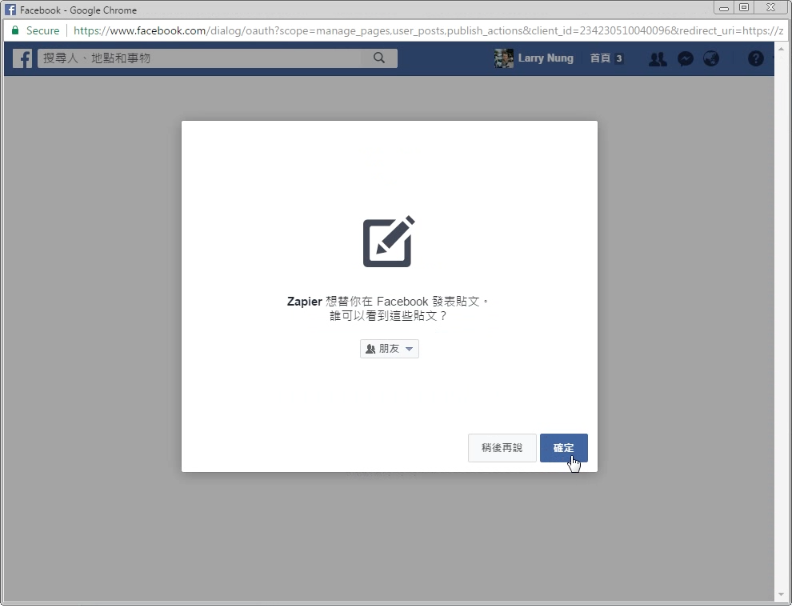 Facebook - Google Chrome
Secure | https://www.facebook.com/dialog/oauth?scope=manage_pages,user_posts,publish_actions&client_id=234230510040096&redirect_uri=https://z
搜尋人、地點和事物
Larry Nung
首頁 3
Zapier 想替你在 Facebook 發表貼文。
誰可以看到這些貼文？
朋友
稍後再說
確定